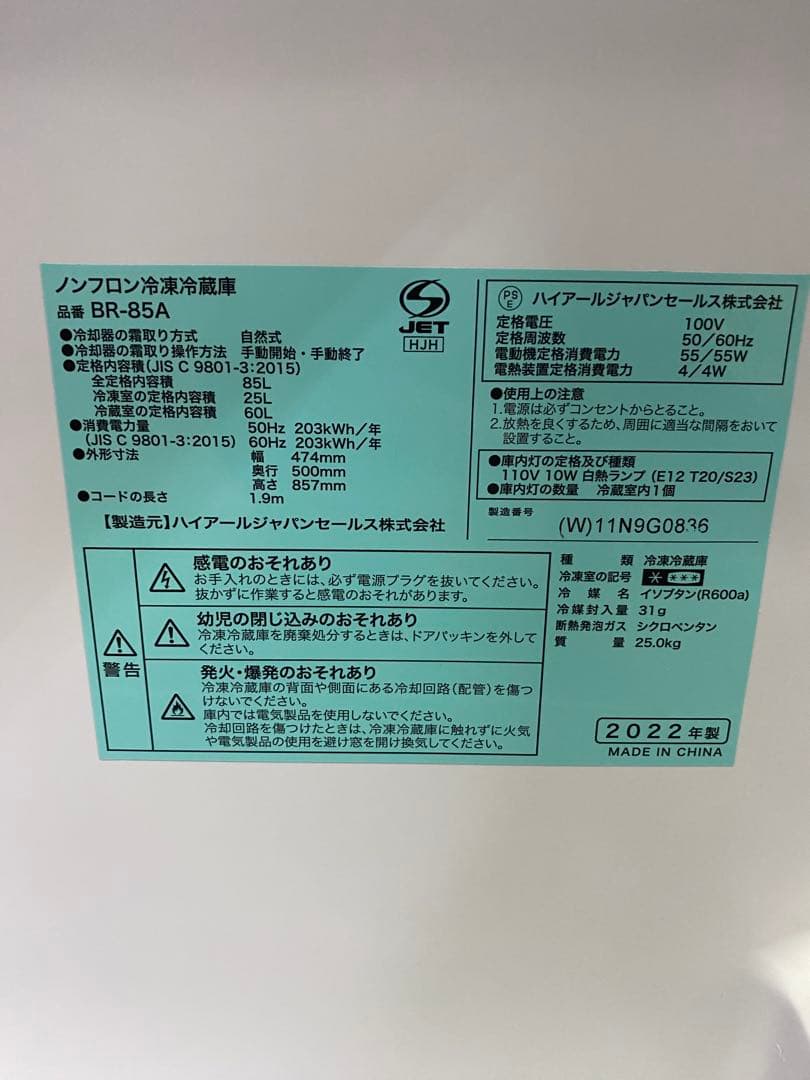 ノンフロン冷凍冷蔵庫
品番 BR-85A
●冷却器の霜取り方式 自然式
●冷却器の霜取り操作方法 手動開始・手動終了
●定格内容積(JIS C 9801-3:2015)
全定格内容積 85L
冷凍室の定格内容積 25L
冷蔵室の定格内容積 60L
●消費電力量 50Hz 203kWh/年
(JIS C 9801-3:2015) 60Hz 203kWh/年
●外形寸法 幅 474mm
奥行 500mm
高さ 857mm
●コードの長さ 1.9m
【製造元】ハイアールジャパンセールス株式会社
JET
HJH
PS
E
ハイアールジャパンセールス株式会社
定格電圧 100V
定格周波数 50/60Hz
電動機定格消費電力 55/55W
電熱装置定格消費電力 4/4W
●使用上の注意
1.電源は必ずコンセントからとること。
2.放熱を良くするため、周囲に適当な間隔をおいて
設置すること。
●庫内灯の定格及び種類
110V 10W 白熱ランプ (E12 T20/S23)
●庫内灯の数量 冷蔵室内1個
製造番号
(W)11N9G0836
警告
感電のおそれあり
お手入れのときには、必ず電源プラグを抜いてください。
抜かずに作業すると感電のおそれがあります。
幼児の閉じ込めのおそれあり
冷凍冷蔵庫を廃棄処分するときは、ドアパッキンを外して
ください。
発火・爆発のおそれあり
冷凍冷蔵庫の背面や側面にある冷却回路(配管)を傷つ
けないでください。
庫内では電気製品を使用しないでください。
冷却回路を傷つけたときは、冷凍冷蔵庫に触れずに火気
や電気製品の使用を避け窓を開け換気してください。
種類 冷凍冷蔵庫
冷凍室の記号 * ***
冷媒名 イソブタン(R600a)
冷媒封入量 31g
断熱発泡ガス シクロペンタン
質量 25.0kg
2022年製
MADE IN CHINA